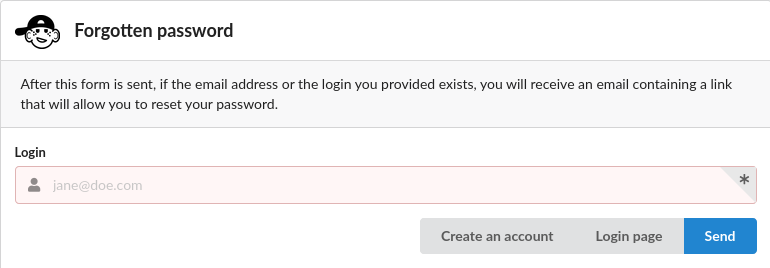 Forgotten password
After this form is sent, if the email address or the login you provided exists, you will receive an email containing a link
that will allow you to reset your password.
Login
jane@doe.com
*
Create an account
Login page
Send